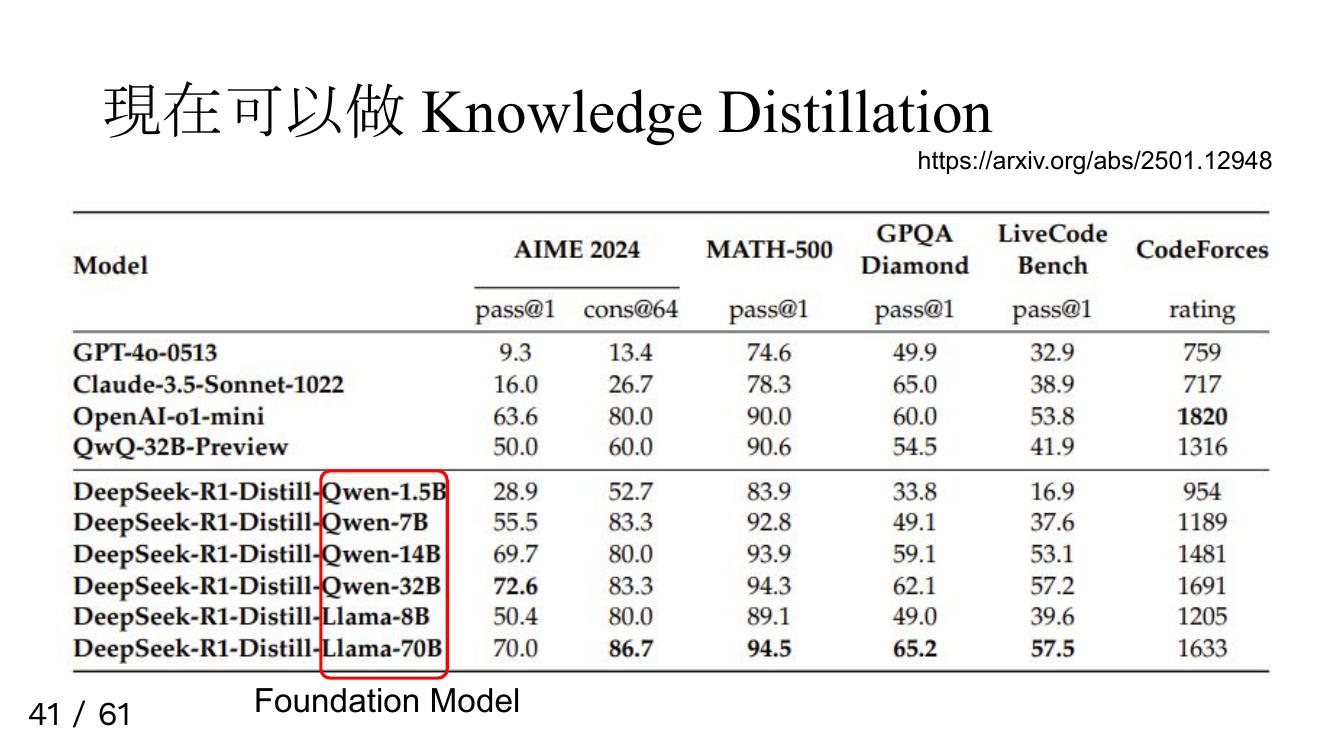 現在可以做 Knowledge Distillation
https://arxiv.org/abs/2501.12948
Model AIME 2024 MATH-500 GPQA Diamond LiveCode Bench CodeForces
pass@1 cons@64 pass@1 pass@1 pass@1 rating
GPT-4o-0513 9.3 13.4 74.6 49.9 32.9 759
Claude-3.5-Sonnet-1022 16.0 26.7 78.3 65.0 38.9 717
OpenAI-o1-mini 63.6 80.0 90.0 60.0 53.8 1820
QwQ-32B-Preview 50.0 60.0 90.6 54.5 41.9 1316
DeepSeek-R1-Distill-Qwen-1.5B 28.9 52.7 83.9 33.8 16.9 954
DeepSeek-R1-Distill-Qwen-7B 55.5 83.3 92.8 49.1 37.6 1189
DeepSeek-R1-Distill-Qwen-14B 69.7 80.0 93.9 59.1 53.1 1481
DeepSeek-R1-Distill-Qwen-32B 72.6 83.3 94.3 62.1 57.2 1691
DeepSeek-R1-Distill-Llama-8B 50.4 80.0 89.1 49.0 39.6 1205
DeepSeek-R1-Distill-Llama-70B 70.0 86.7 94.5 65.2 57.5 1633
Foundation Model
41 / 61